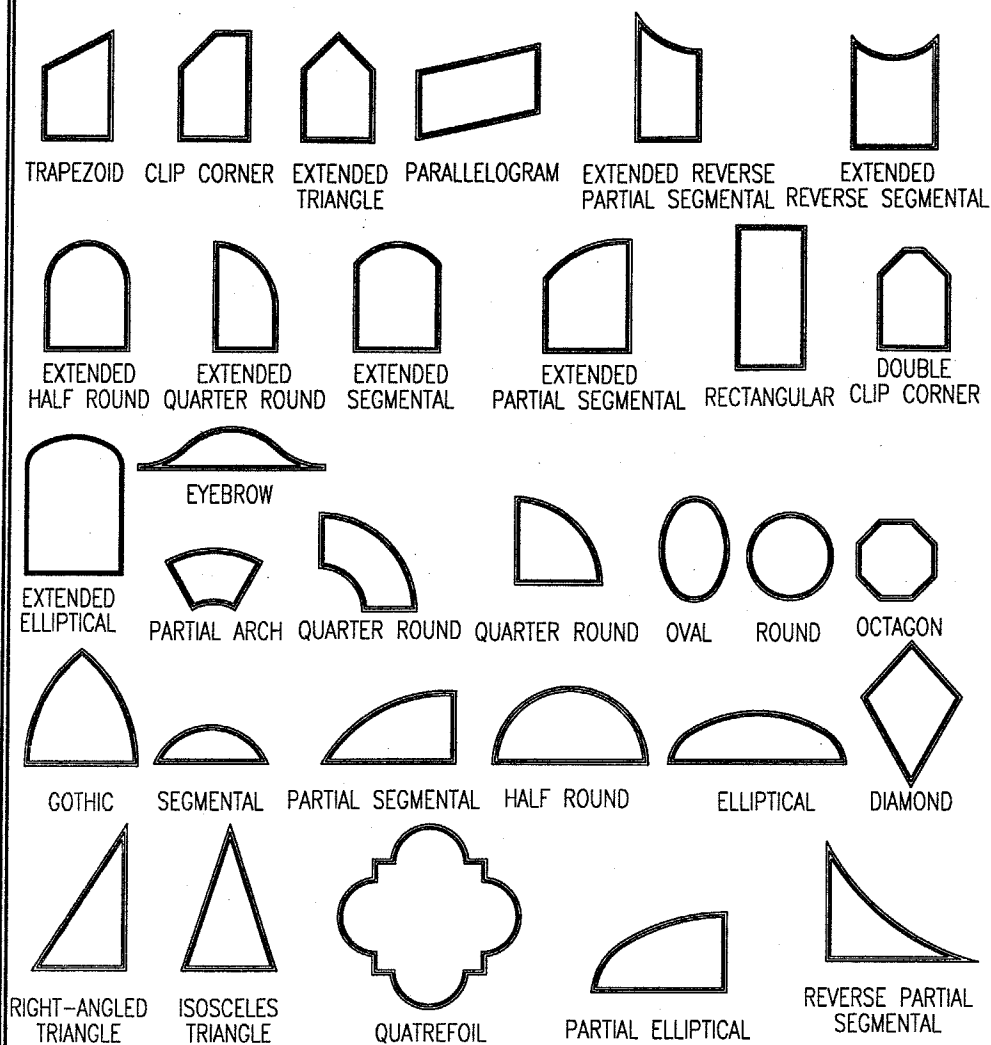 TRAPEZOID
CLIP CORNER
EXTENDED
TRIANGLE
PARALLELOGRAM
EXTENDED REVERSE
PARTIAL SEGMENTAL
EXTENDED
REVERSE SEGMENTAL
EXTENDED
HALF ROUND
EXTENDED
QUARTER ROUND
EXTENDED
SEGMENTAL
EXTENDED
PARTIAL SEGMENTAL
RECTANGULAR
DOUBLE
CLIP CORNER
EXTENDED
ELLIPTICAL
EYEBROW
PARTIAL ARCH
QUARTER ROUND
QUARTER ROUND
OVAL
ROUND
OCTAGON
GOTHIC
SEGMENTAL
PARTIAL SEGMENTAL
HALF ROUND
ELLIPTICAL
DIAMOND
RIGHT-ANGLED
TRIANGLE
ISOSCELES
TRIANGLE
QUATREFOIL
PARTIAL ELLIPTICAL
REVERSE PARTIAL
SEGMENTAL